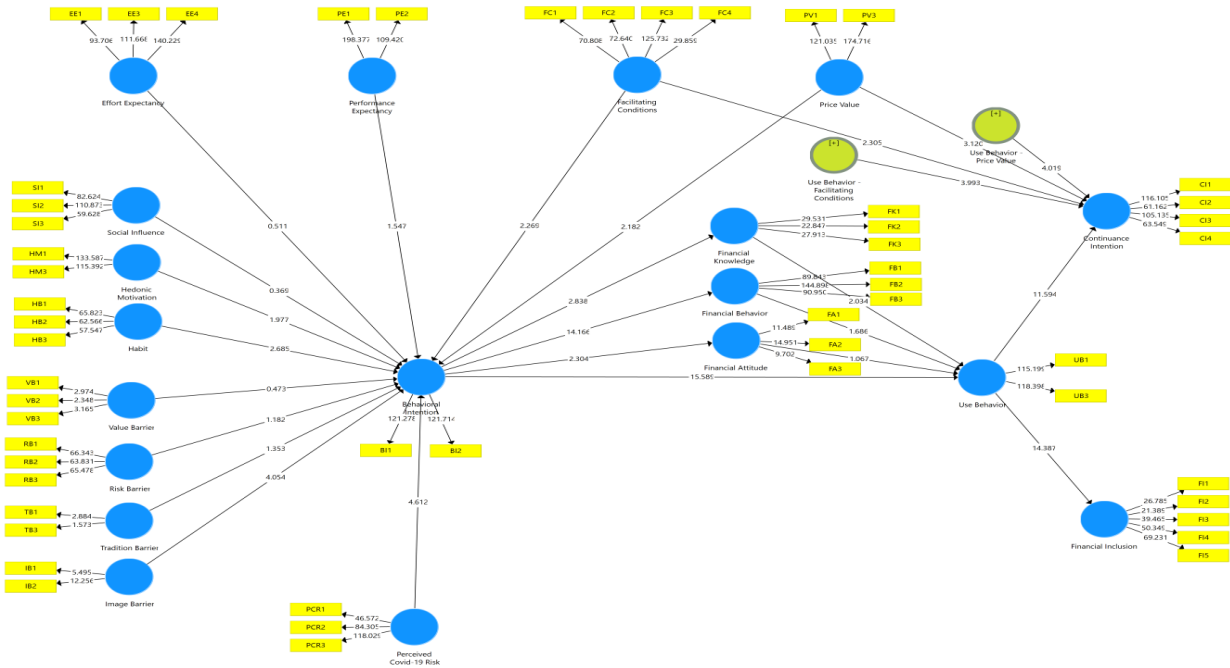 EE1
EE3
EE4
93.706
111.668
140.229
Effort Expectancy
PE1
PE2
198.377
109.420
Performance
Expectancy
FC1
FC2
FC3
FC4
70.808
72.640
125.732
29.859
Facilitating
Conditions
PV1
PV3
121.035
174.716
Price Value
[+]
Use Behavior -
Price Value
[+]
Use Behavior -
Facilitating
Conditions
2.305
3.120
4.019
3.993
CI1
CI2
CI3
CI4
116.105
61.162
105.135
63.549
Continuance
Intention
SI1
SI2
SI3
82.624
110.873
59.628
Social Influence
HM1
HM3
133.587
115.392
Hedonic
Motivation
HB1
HB2
HB3
65.823
62.566
57.547
Habit
VB1
VB2
VB3
2.974
2.348
3.165
Value Barrier
RB1
RB2
RB3
66.343
63.831
65.478
Risk Barrier
TB1
TB3
2.884
1.573
Tradition Barrier
IB1
IB2
5.495
12.256
Image Barrier
0.511
1.547
2.269
2.182
0.369
1.977
2.685
0.473
1.182
1.353
4.054
4.612
Behavioral
Intention
121.278
121.714
BI1
BI2
PCR1
PCR2
PCR3
46.572
84.305
118.029
Perceived
Covid-19 Risk
2.838
14.166
2.304
15.589
Financial
Knowledge
29.531
22.847
27.913
FK1
FK2
FK3
Financial Behavior
89.843
144.898
90.950
FB1
FB2
FB3
Financial Attitude
11.489
14.951
9.702
FA1
FA2
FA3
2.034
1.686
1.067
11.594
Use Behavior
115.199
118.398
UB1
UB3
14.387
Financial Inclusion
26.785
21.389
39.465
50.349
69.231
FI1
FI2
FI3
FI4
FI5